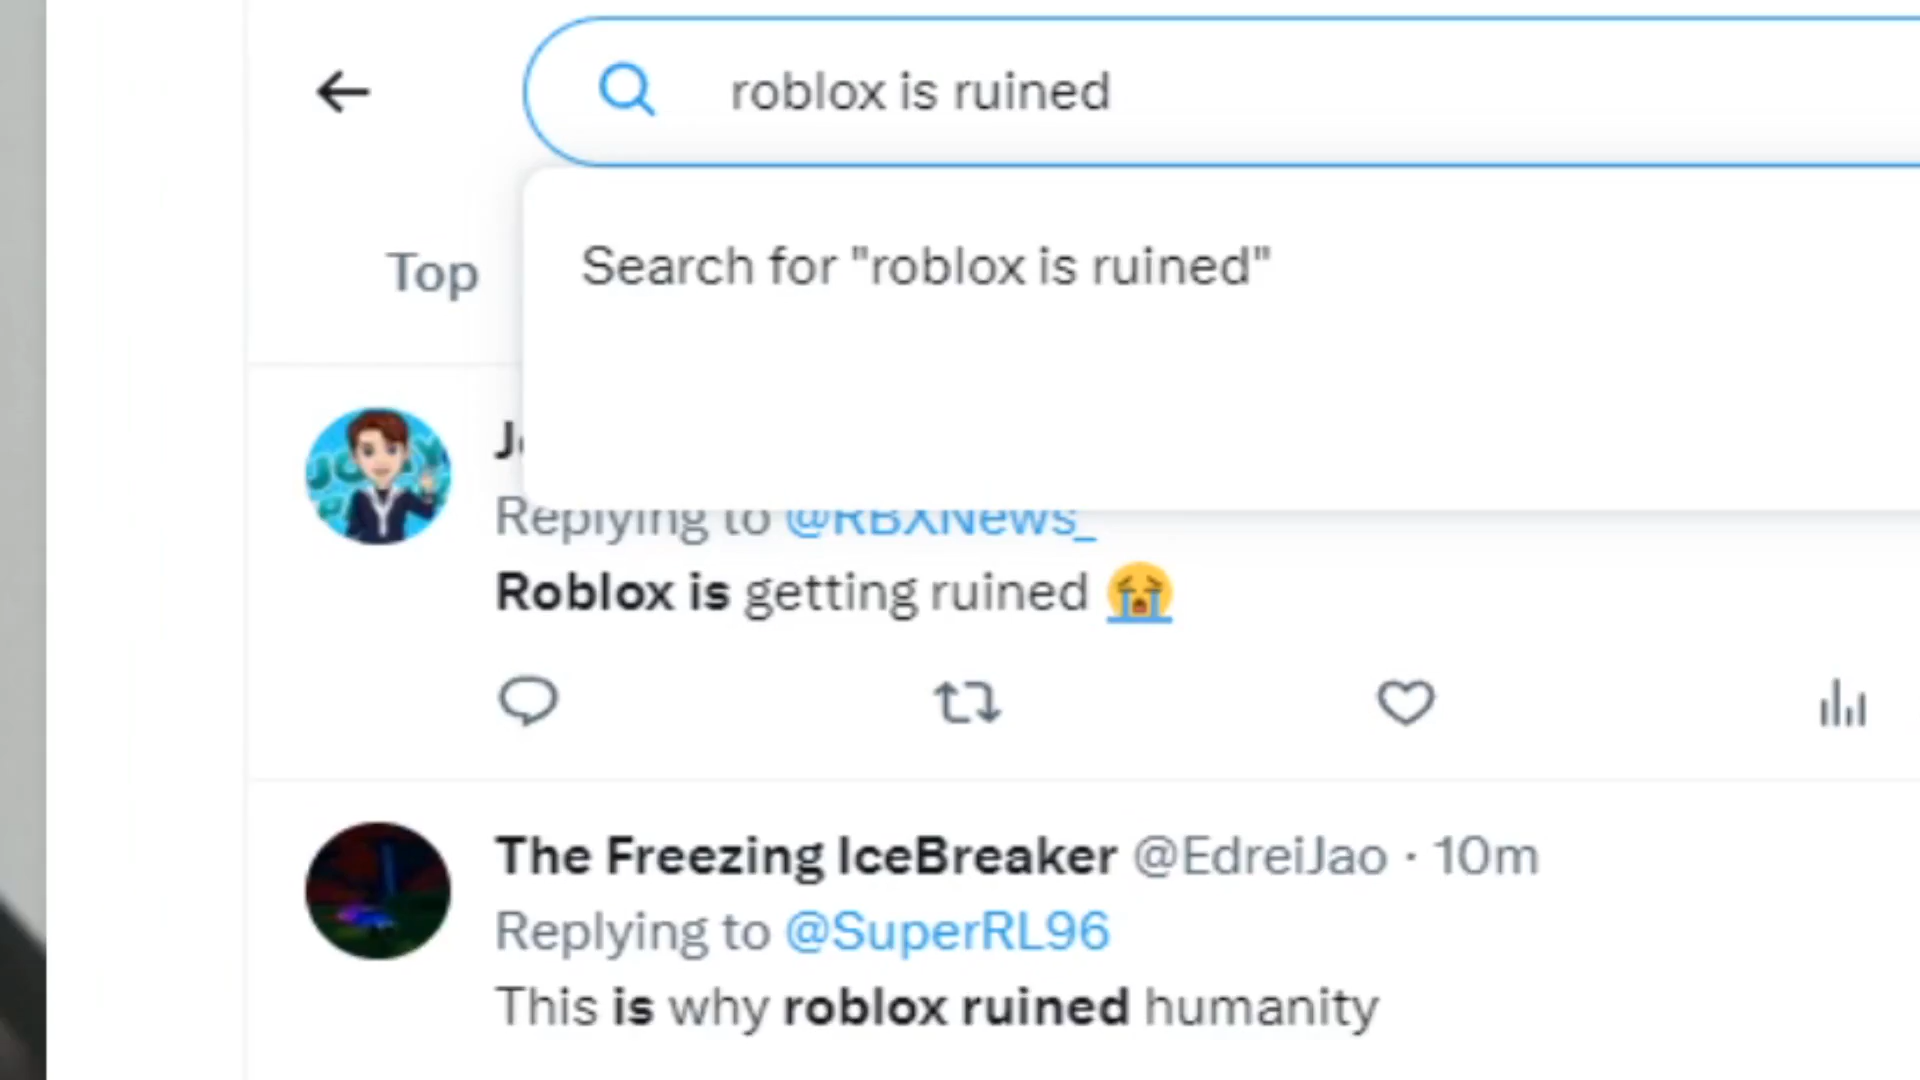 roblox is ruined
Search for "roblox is ruined"
Top
Replying to @RBXNews_
Roblox is getting ruined 😭
The Freezing IceBreaker @EdreiJao · 10m
Replying to @SuperRL96
This is why roblox ruined humanity